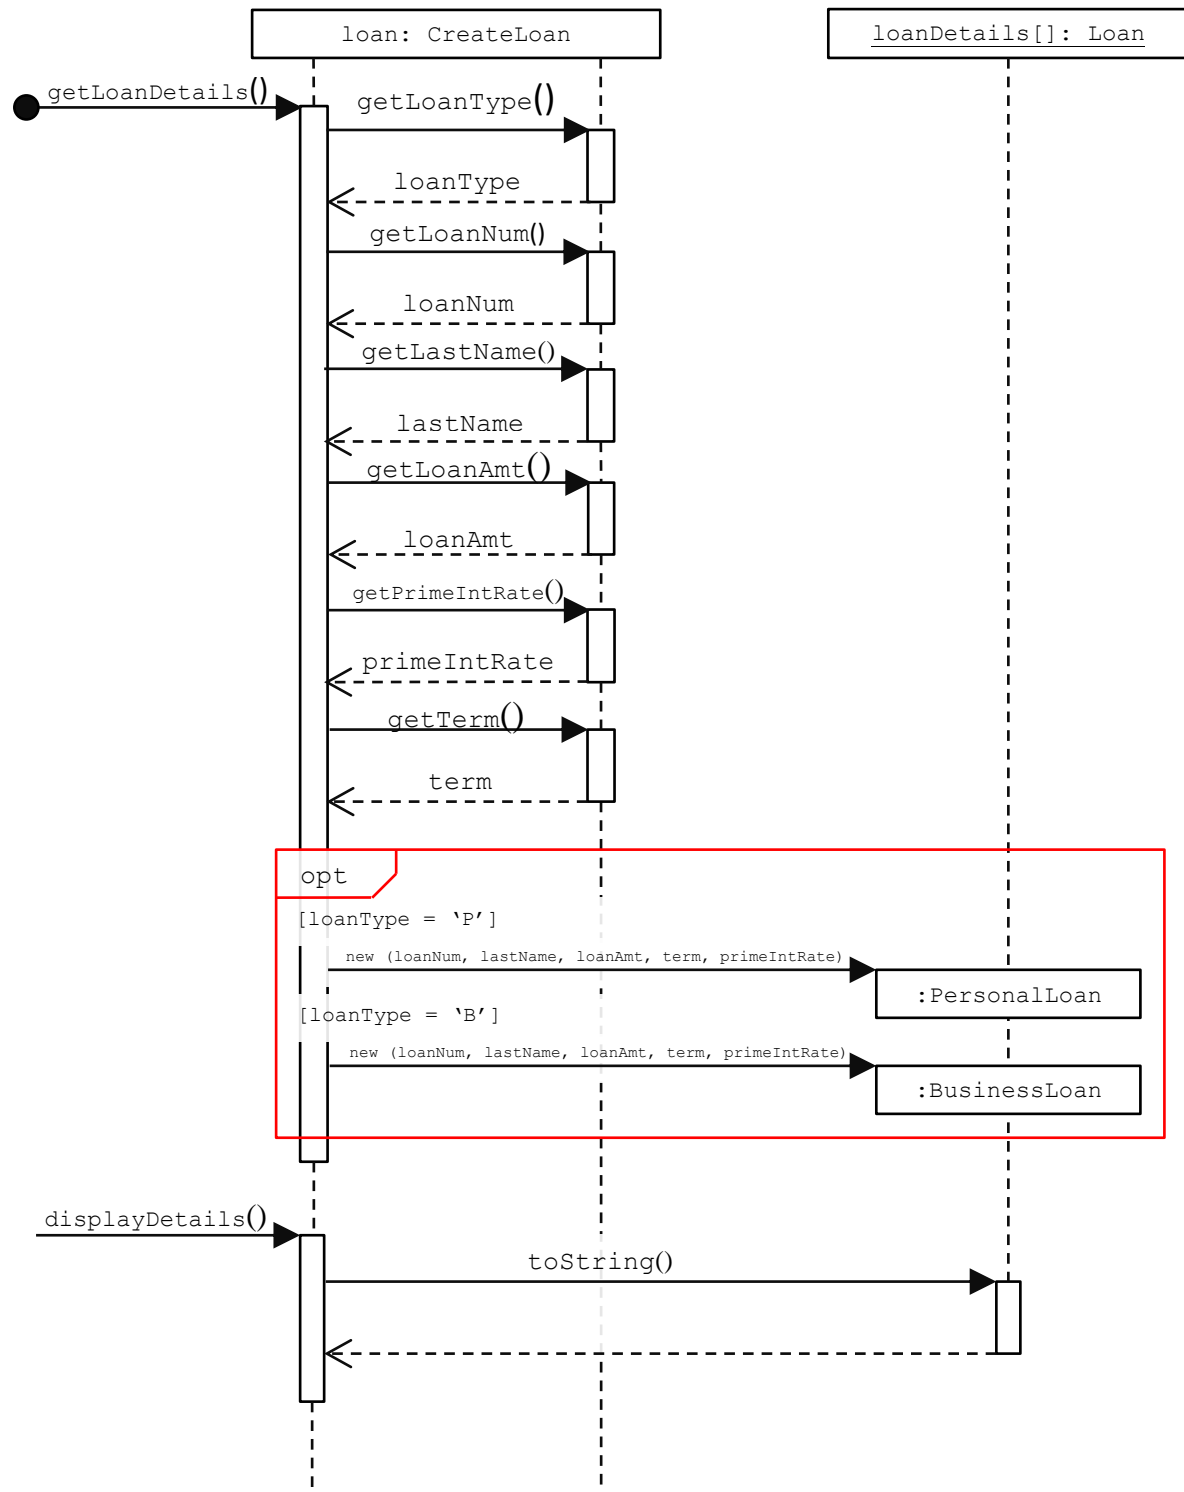 loan: CreateLoan
loanDetails[]: Loan
getLoanDetails()
getLoanType()
loanType
getLoanNum()
loanNum
getLastName()
lastName
getLoanAmt()
loanAmt
getPrimeIntRate()
primeIntRate
getTerm()
term
opt
[loanType = ‘P’]
new (loanNum, lastName, loanAmt, term, primeIntRate)
:PersonalLoan
[loanType = ‘B’]
new (loanNum, lastName, loanAmt, term, primeIntRate)
:BusinessLoan
displayDetails()
toString()